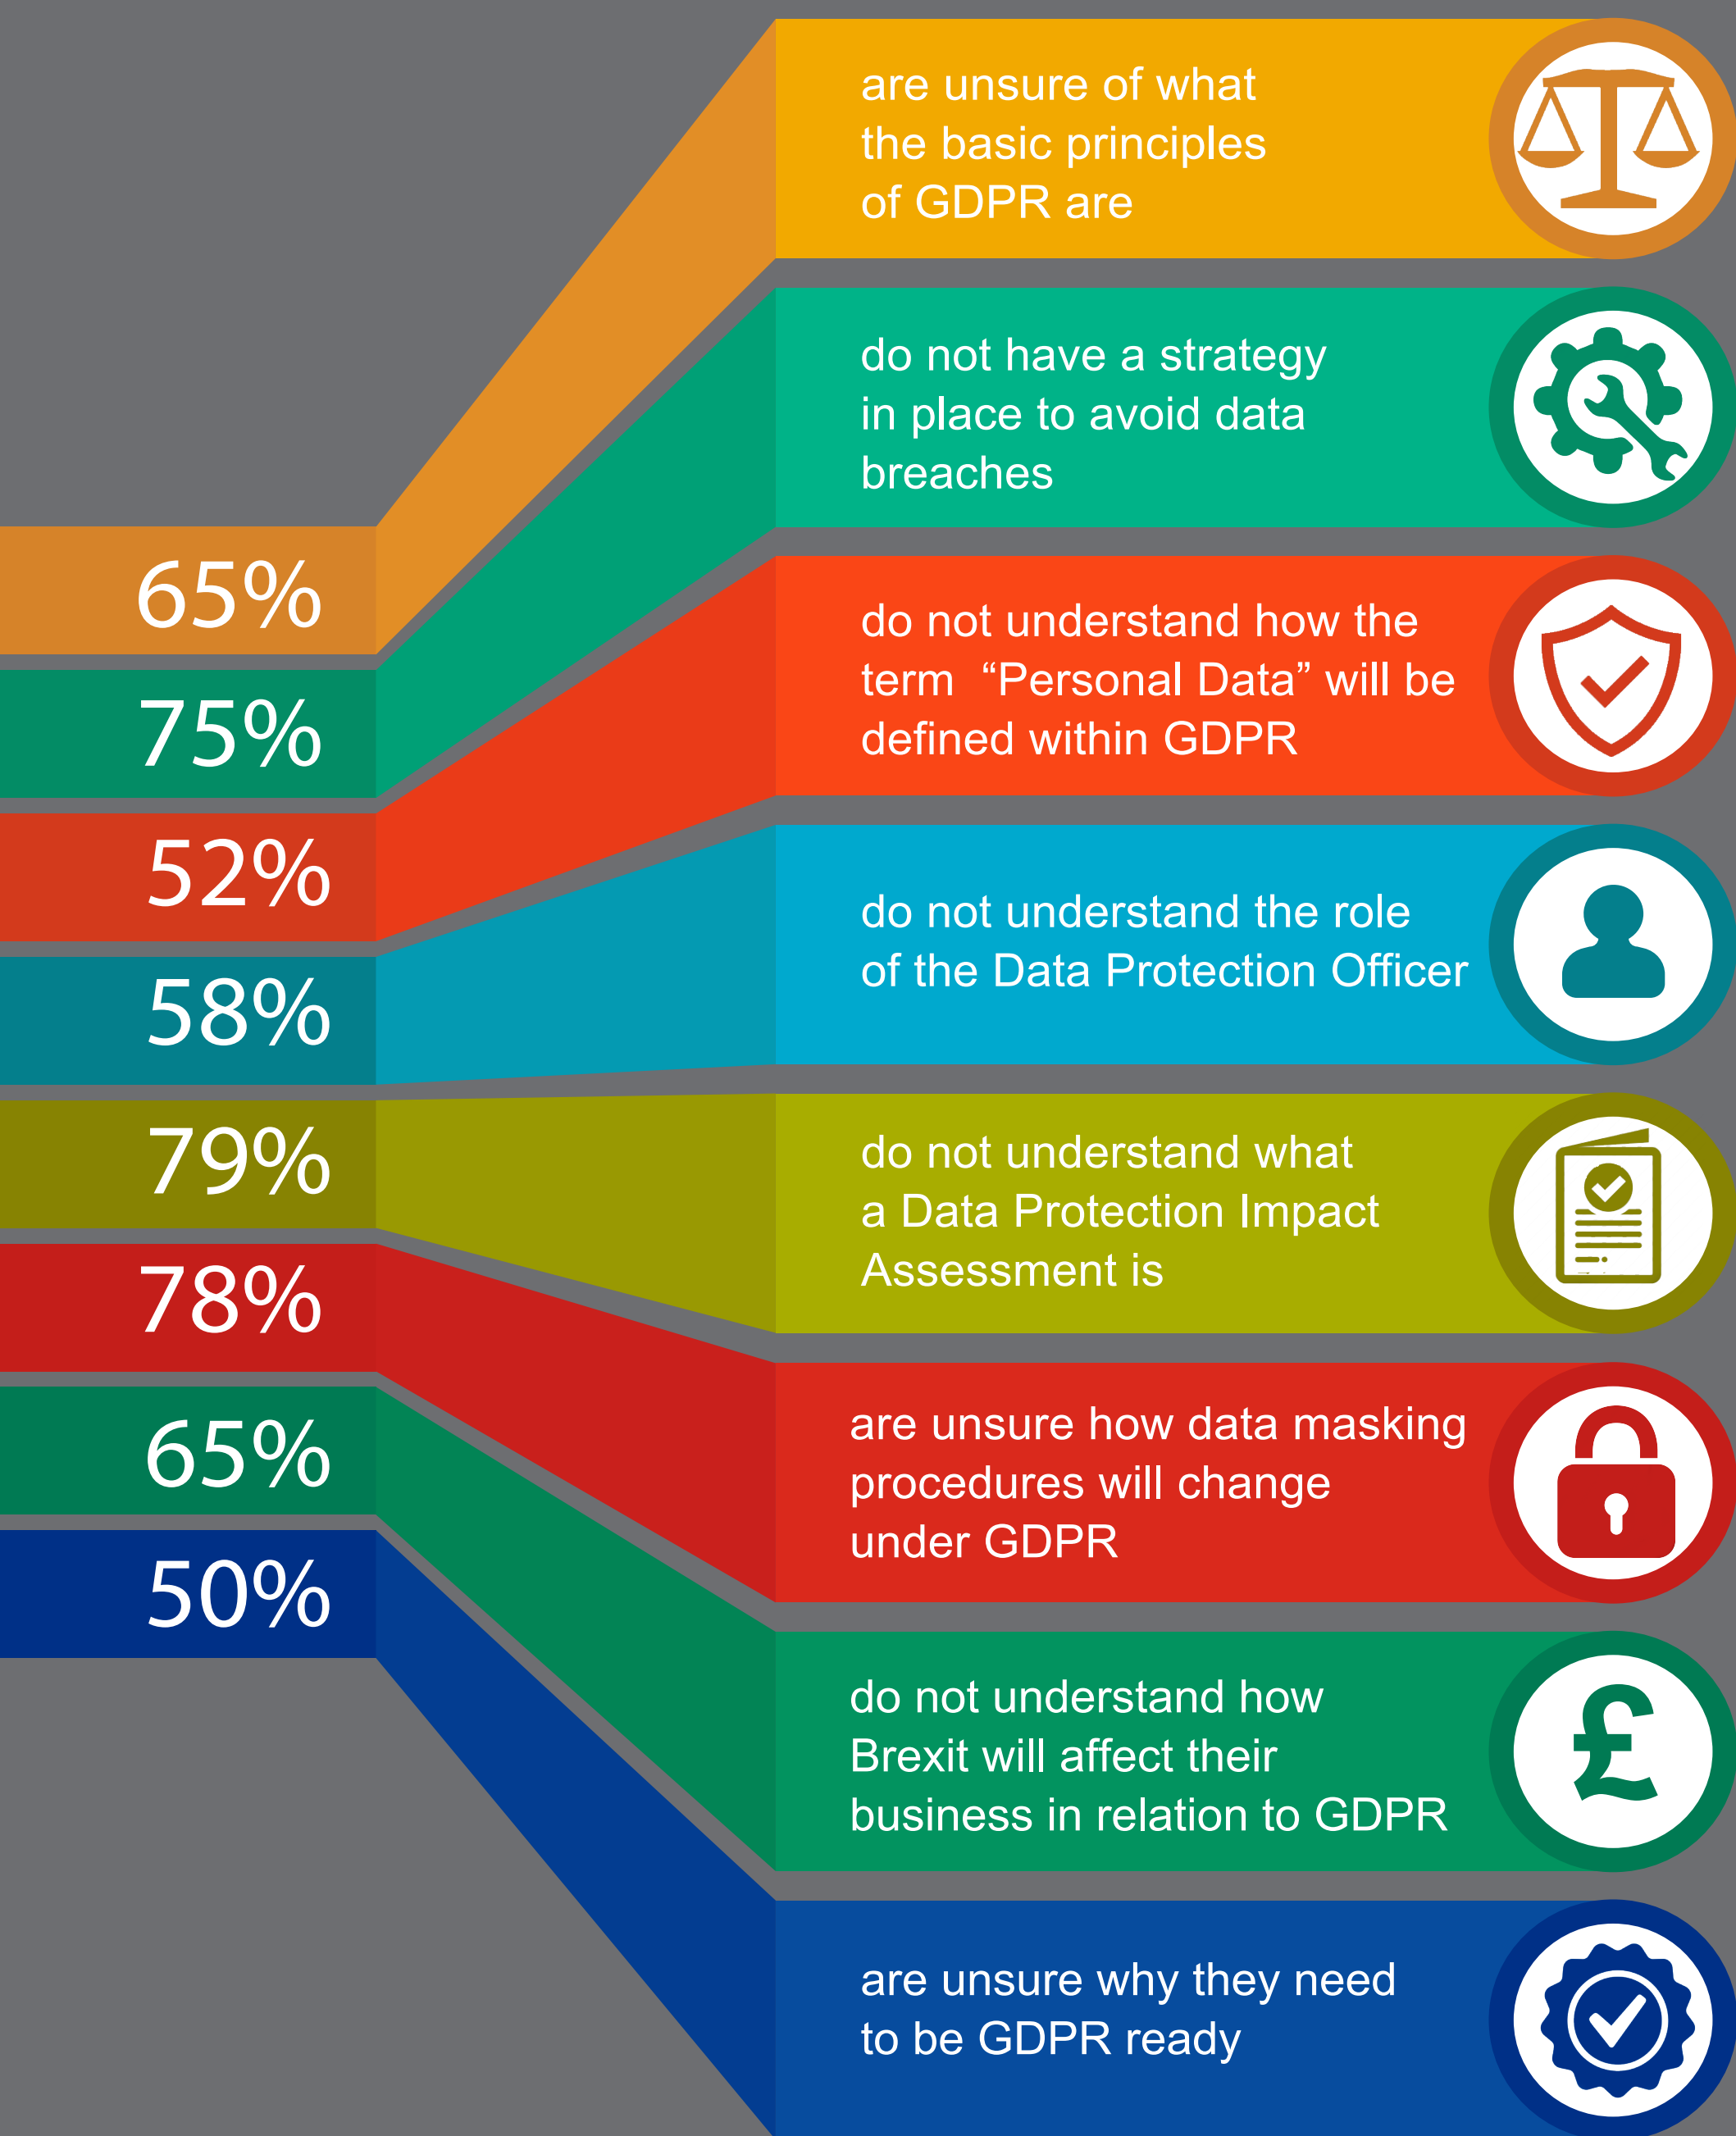 65%
are unsure of what
the basic principles
of GDPR are
75%
do not have a strategy
in place to avoid data
breaches
52%
do not understand how the
term “Personal Data” will be
defined within GDPR
58%
do not understand the role
of the Data Protection Officer
79%
do not understand what
a Data Protection Impact
Assessment is
78%
are unsure how data masking
procedures will change
under GDPR
65%
do not understand how
Brexit will affect their
business in relation to GDPR
50%
are unsure why they need
to be GDPR ready
£